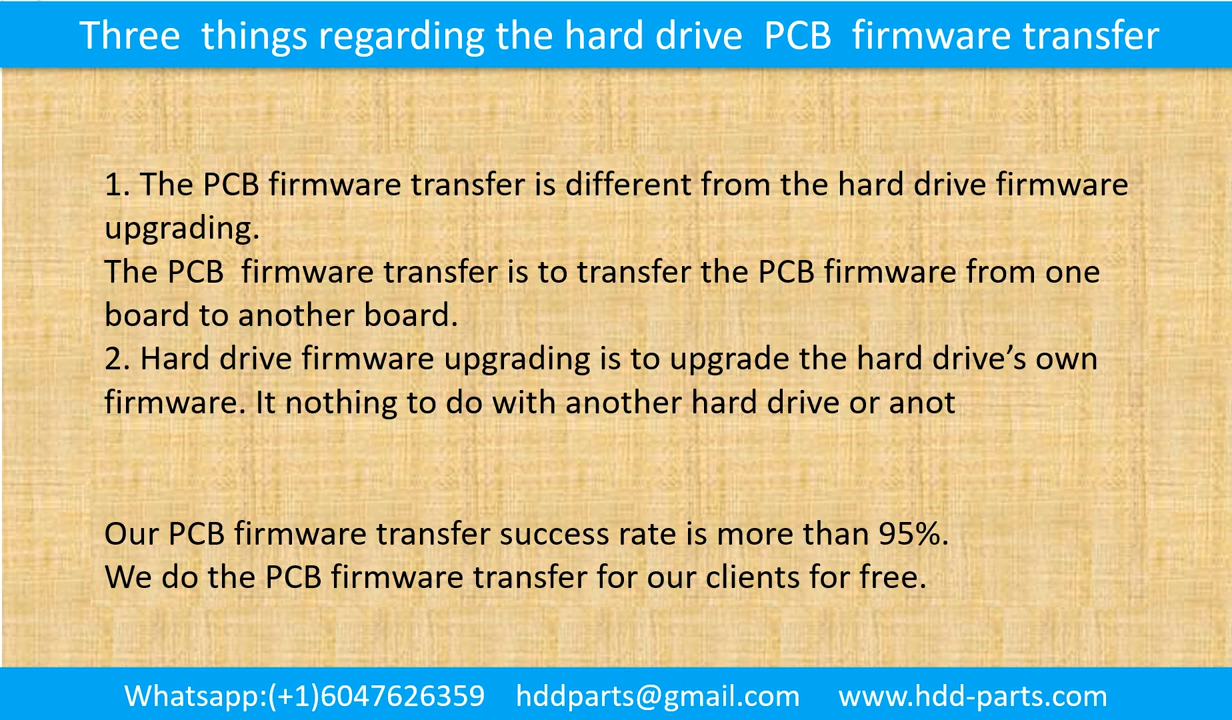 Three  things regarding the hard drive  PCB  firmware transfer
1. The PCB firmware transfer is different from the hard drive firmware
upgrading.
The PCB  firmware transfer is to transfer the PCB firmware from one
board to another board.
2. Hard drive firmware upgrading is to upgrade the hard drive’s own
firmware. It nothing to do with another hard drive or anot
Our PCB firmware transfer success rate is more than 95%.
We do the PCB firmware transfer for our clients for free.
Whatsapp:(+1)6047626359    hddparts@gmail.com    www.hdd-parts.com